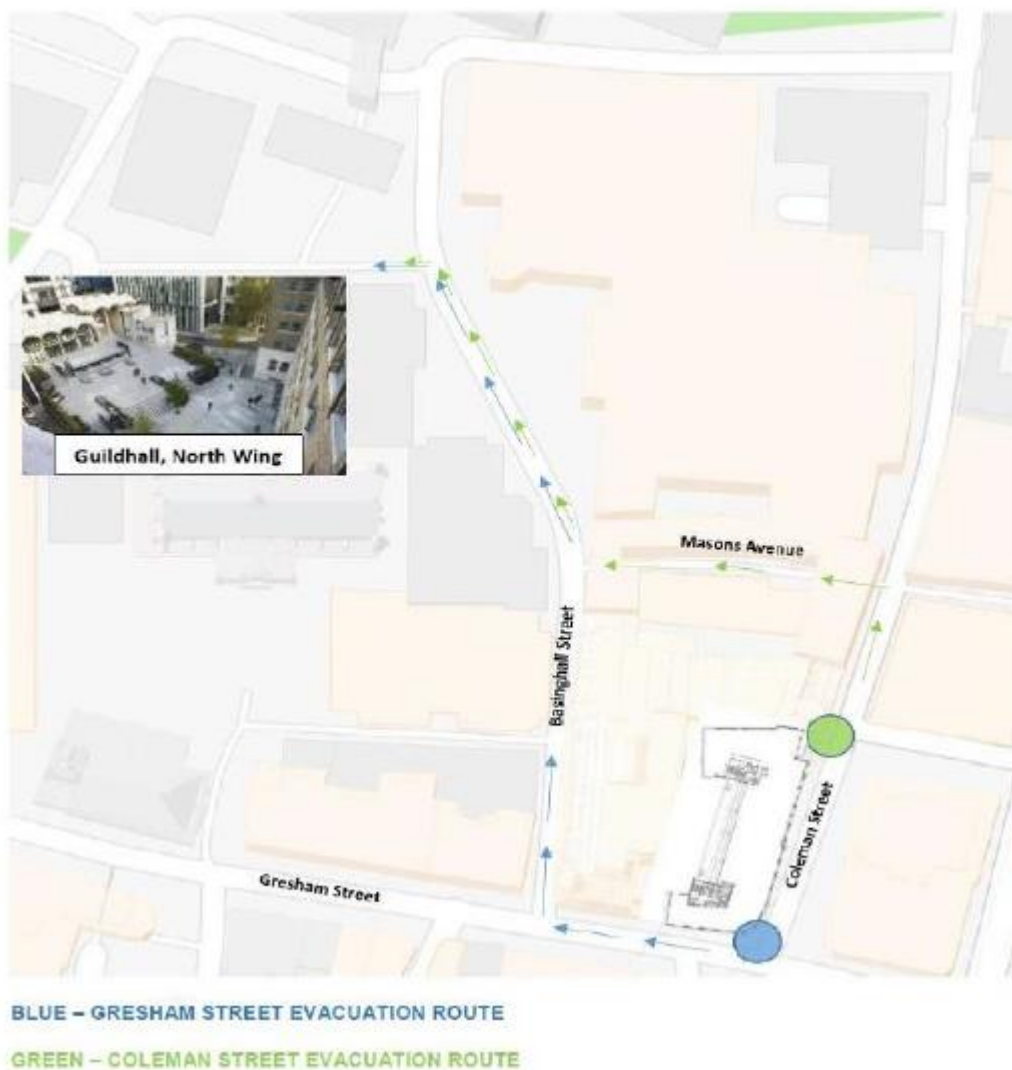 Guildhall, North Wing
Masons Avenue
Basinghall Street
Coleman Street
Gresham Street
BLUE – GRESHAM STREET EVACUATION ROUTE
GREEN – COLEMAN STREET EVACUATION ROUTE